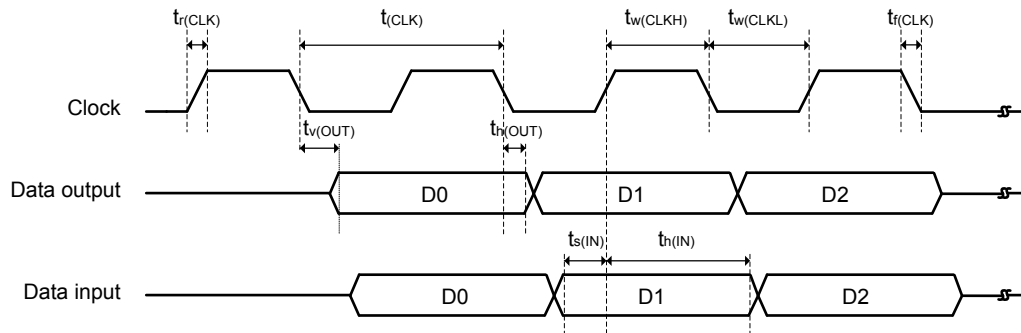 tr(CLK) t(CLK) tw(CLKH) tw(CLKL) tf(CLK)
Clock
tv(OUT) th(OUT)
Data output D0 D1 D2
ts(IN) th(IN)
Data input D0 D1 D2